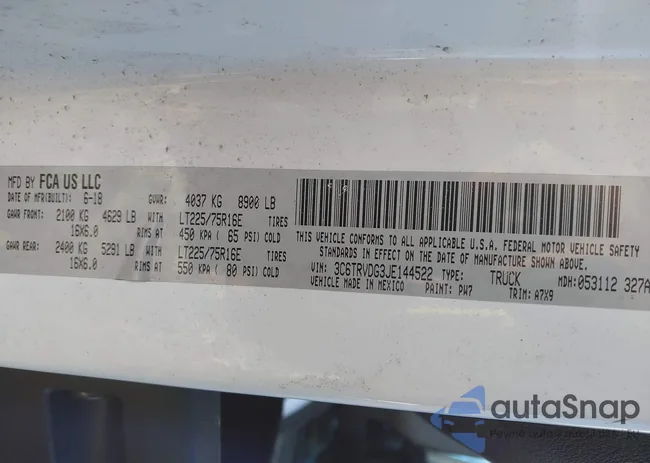 MFD BY FCA US LLC
DATE OF MFR(BUILT): 6-18 GVWR: 4037 KG 8900 LB
GAWR FRONT: 2100 KG 4629 LB WITH LT225/75R16E TIRES
16X6.0 RIMS AT 450 KPA ( 65 PSI) COLD
GAWR REAR: 2400 KG 5291 LB WITH LT225/75R16E TIRES
16X6.0 RIMS AT 550 KPA ( 80 PSI) COLD
THIS VEHICLE CONFORMS TO ALL APPLICABLE U.S.A. FEDERAL MOTOR VEHICLE SAFETY
STANDARDS IN EFFECT ON THE DATE OF MANUFACTURE SHOWN ABOVE.
VIN: 3C6TRVDG3JE144522 TYPE: TRUCK MDH: 053112 327A
VEHICLE MADE IN MEXICO PAINT: PW7 TRIM: A7X9
autaSnap